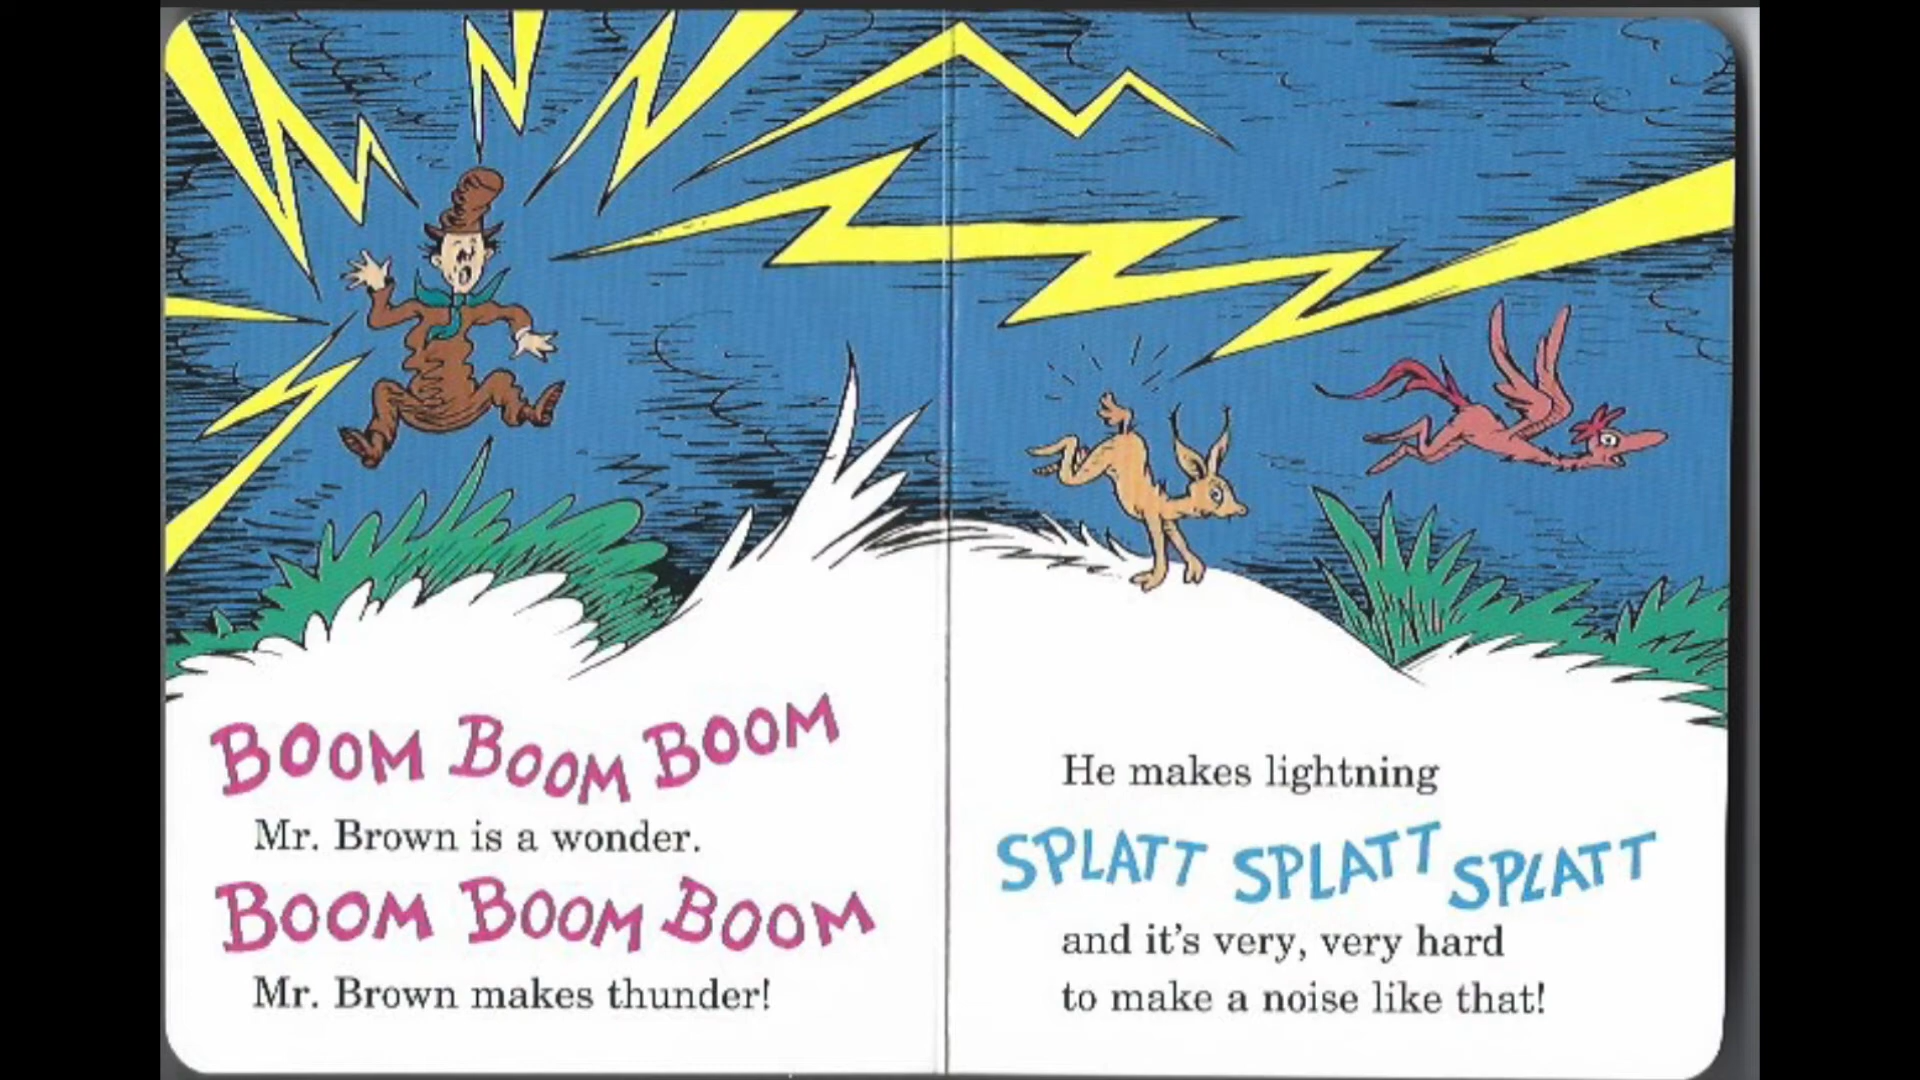 BOOM BOOM BOOM
Mr. Brown is a wonder.
BOOM BOOM BOOM
Mr. Brown makes thunder!
He makes lightning
SPLATT SPLATT SPLATT
and it's very, very hard
to make a noise like that!